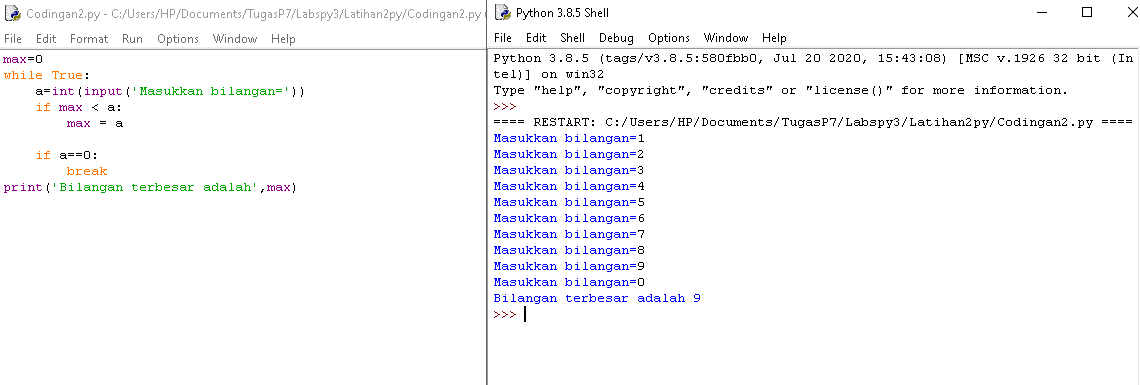 Codingan2.py - C:/Users/HP/Documents/TugasP7/Labspy3/Latihan2py/Codingan2.py
File Edit Format Run Options Window Help
max=0
while True:
    a=int(input('Masukkan bilangan='))
    if max < a:
        max = a
    if a==0:
        break
print('Bilangan terbesar adalah',max)
Python 3.8.5 Shell
File Edit Shell Debug Options Window Help
Python 3.8.5 (tags/v3.8.5:580fbb0, Jul 20 2020, 15:43:08) [MSC v.1926 32 bit (In
tel)] on win32
Type "help", "copyright", "credits" or "license()" for more information.
>>>
==== RESTART: C:/Users/HP/Documents/TugasP7/Labspy3/Latihan2py/Codingan2.py ====
Masukkan bilangan=1
Masukkan bilangan=2
Masukkan bilangan=3
Masukkan bilangan=4
Masukkan bilangan=5
Masukkan bilangan=6
Masukkan bilangan=7
Masukkan bilangan=8
Masukkan bilangan=9
Masukkan bilangan=0
Bilangan terbesar adalah 9
>>>